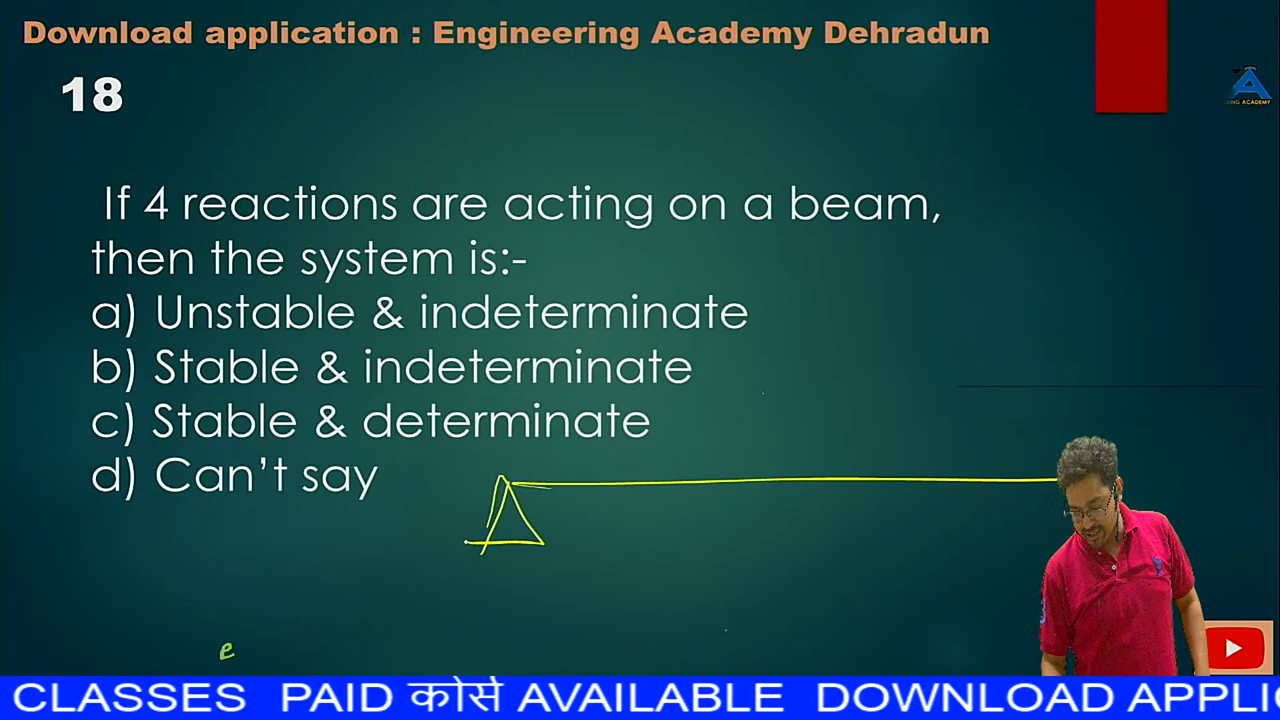 Download application : Engineering Academy Dehradun
18
If 4 reactions are acting on a beam,
then the system is:-
a) Unstable & indeterminate
b) Stable & indeterminate
c) Stable & determinate
d) Can't say
e
CLASSES PAID कोर्स AVAILABLE DOWNLOAD APPLIC